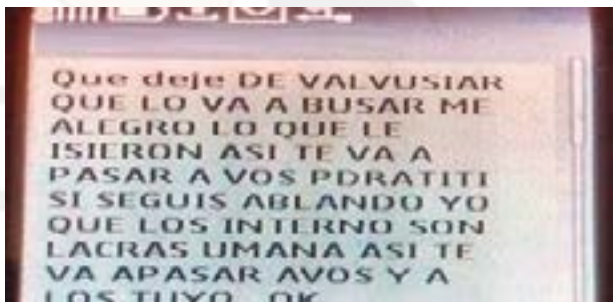 Que deje DE VALVUSIAR
QUE LO VA A BUSAR ME
ALEGRO LO QUE LE
ISIERON ASI TE VA A
PASAR A VOS PDRATITI
SI SEGUIS ABLANDO YO
QUE LOS INTERNO SON
LACRAS UMANA ASI TE
VA APASAR AVOS Y A
LOS TUYO OK